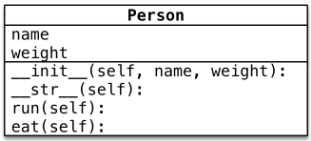 Person
name
weight
__init__(self, name, weight):
__str__(self):
run(self):
eat(self):